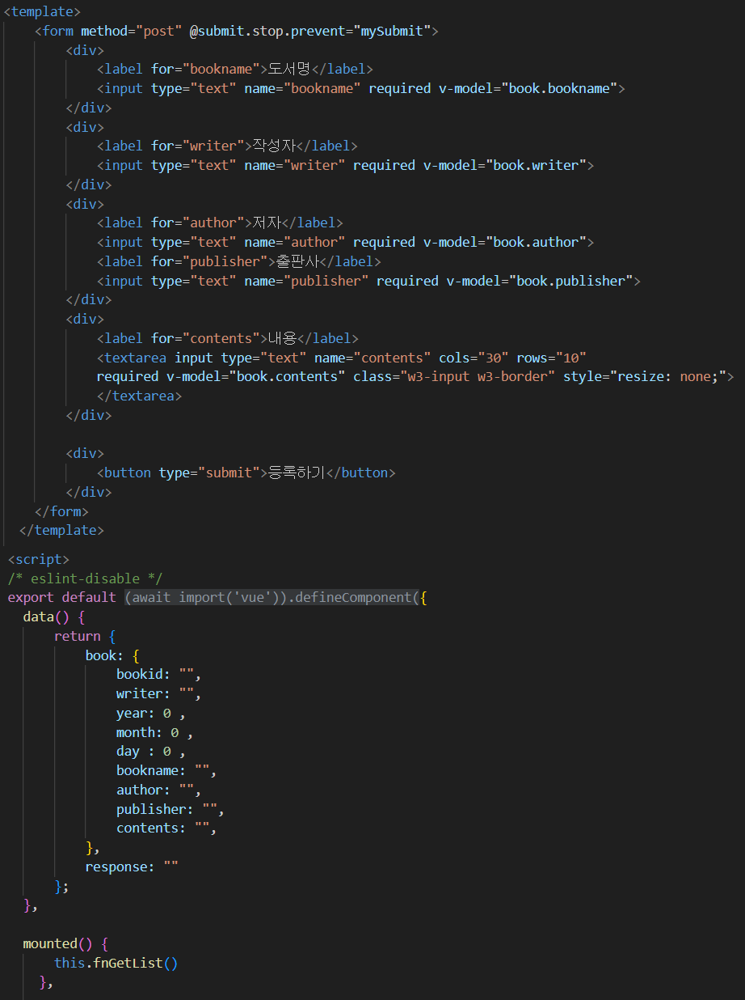 <template>
<form method="post" @submit.stop.prevent="mySubmit">
<div>
<label for="bookname">도서명</label>
<input type="text" name="bookname" required v-model="book.bookname">
</div>
<div>
<label for="writer">작성자</label>
<input type="text" name="writer" required v-model="book.writer">
</div>
<div>
<label for="author">저자</label>
<input type="text" name="author" required v-model="book.author">
<label for="publisher">출판사</label>
<input type="text" name="publisher" required v-model="book.publisher">
</div>
<div>
<label for="contents">내용</label>
<textarea input type="text" name="contents" cols="30" rows="10"
required v-model="book.contents" class="w3-input w3-border" style="resize: none;">
</textarea>
</div>
<div>
<button type="submit">등록하기</button>
</div>
</form>
</template>
<script>
/* eslint-disable */
export default (await import('vue')).defineComponent({
data() {
return {
book: {
bookid: "",
writer: "",
year: 0 ,
month: 0 ,
day : 0 ,
bookname: "",
author: "",
publisher: "",
contents: "",
},
response: ""
};
},
mounted() {
this.fnGetList()
},